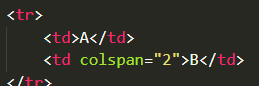 <tr>
    <td>A</td>
    <td colspan="2">B</td>
</tr>